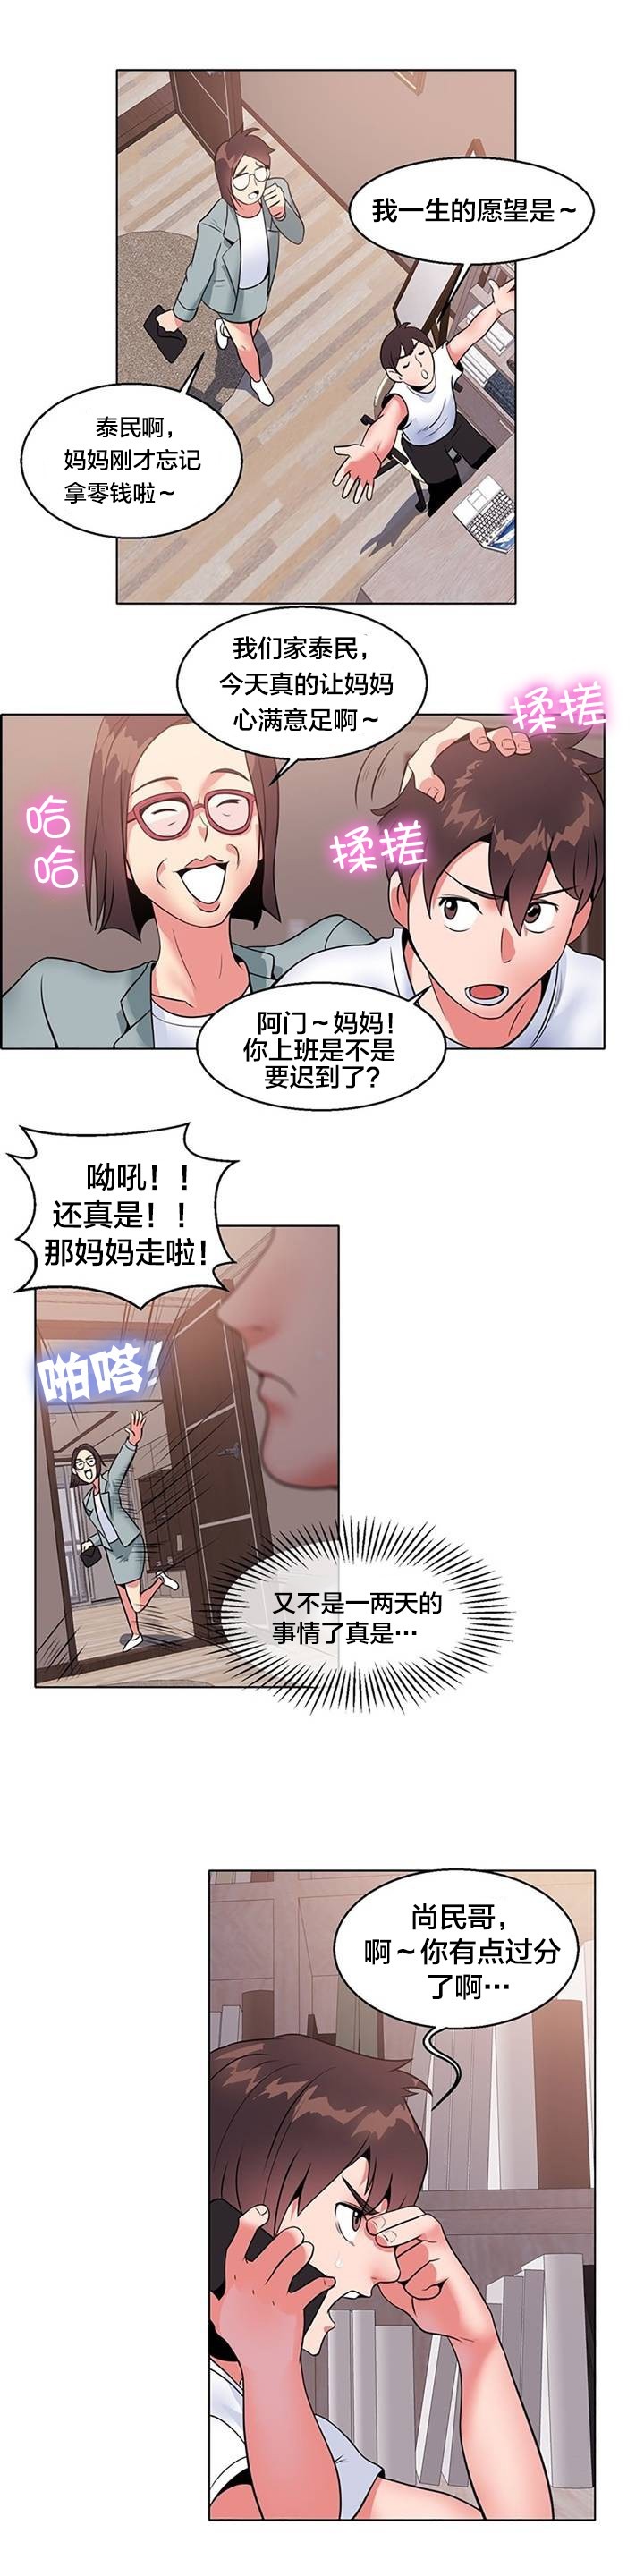 我一生的愿望是～
泰民啊，
妈妈刚才忘记
拿零钱啦～
我们家泰民，
今天真的让妈妈
心满意足啊～
揉搓
哈
哈
揉搓
阿门～妈妈！
你上班是不是
要迟到了？
呦吼！！
还真是！！
那妈妈走啦！
啪嗒！
又不是一两天的
事情了真是…
尚民哥，
啊～你有点过分
了啊…